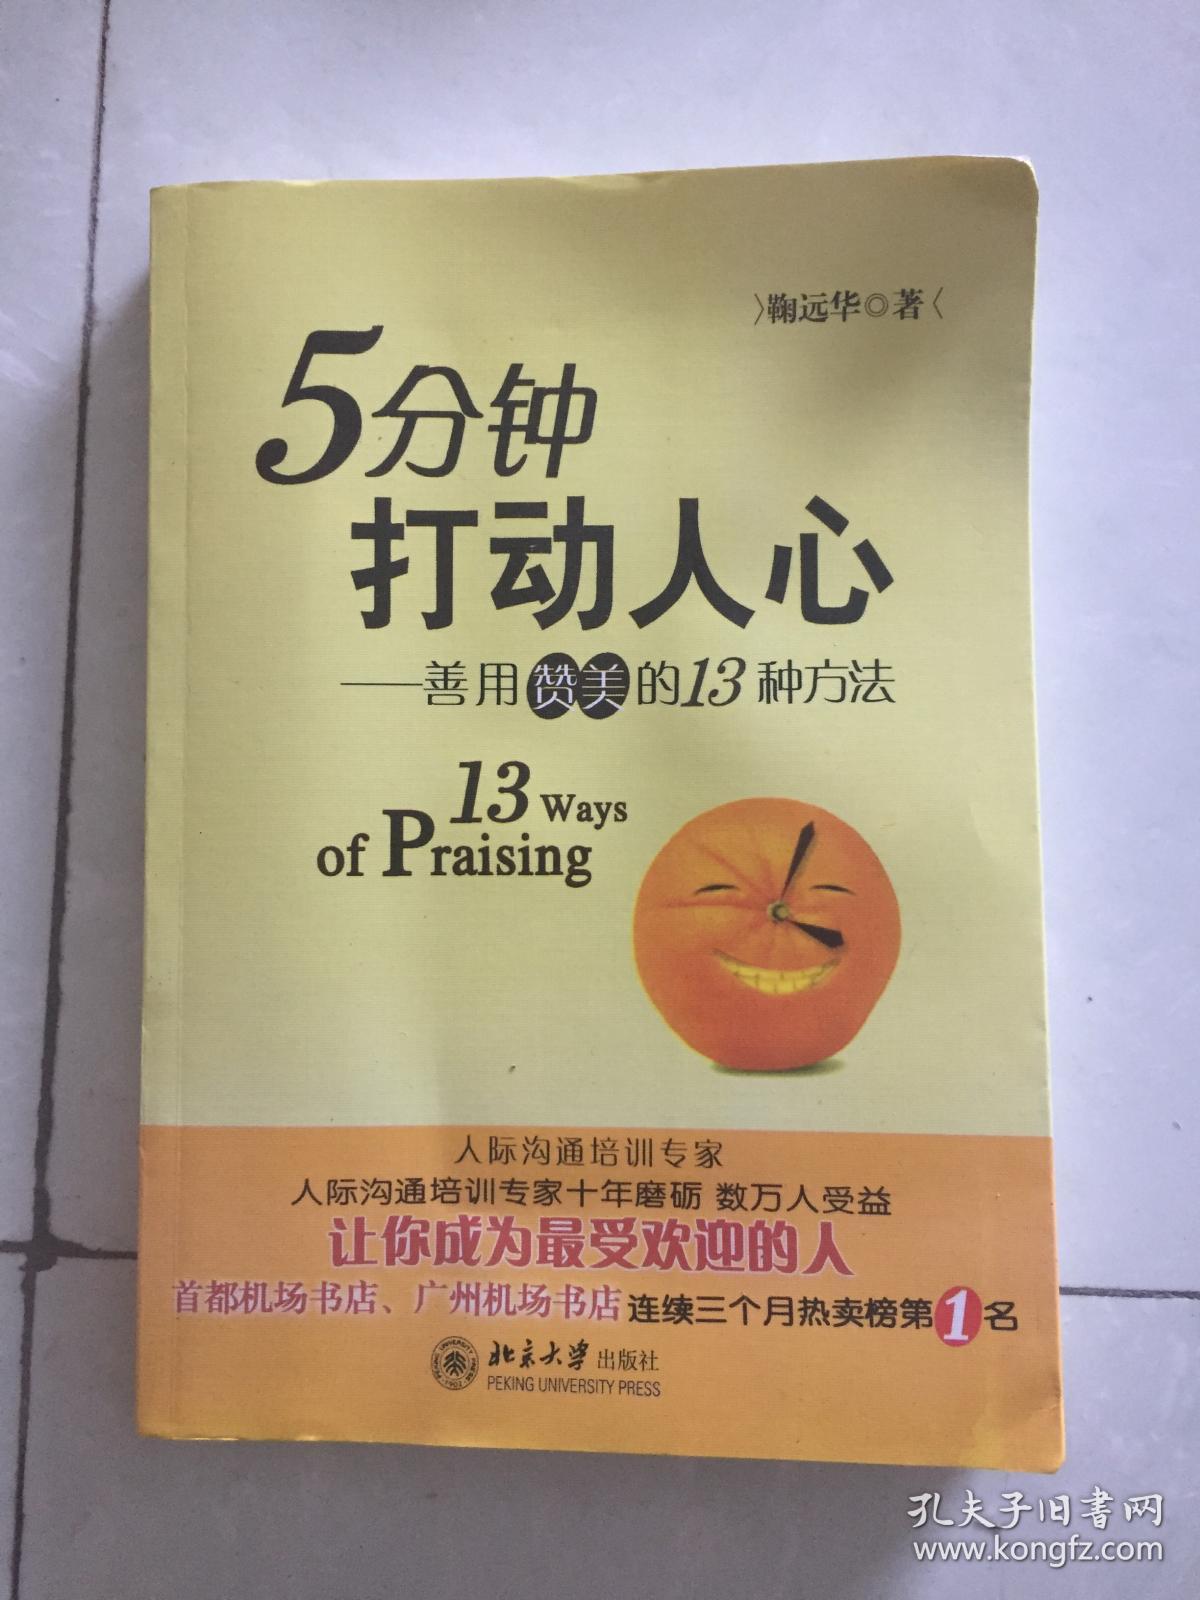 〉鞠远华◎著〈
5分钟
打动人心
——善用赞美的13种方法
13 Ways
of Praising
人际沟通培训专家
人际沟通培训专家十年磨砺 数万人受益
让你成为最受欢迎的人
首都机场书店、广州机场书店 连续三个月热卖榜第1名
北京大学出版社
PEKING UNIVERSITY PRESS
孔夫子旧书网
www.kongfz.com